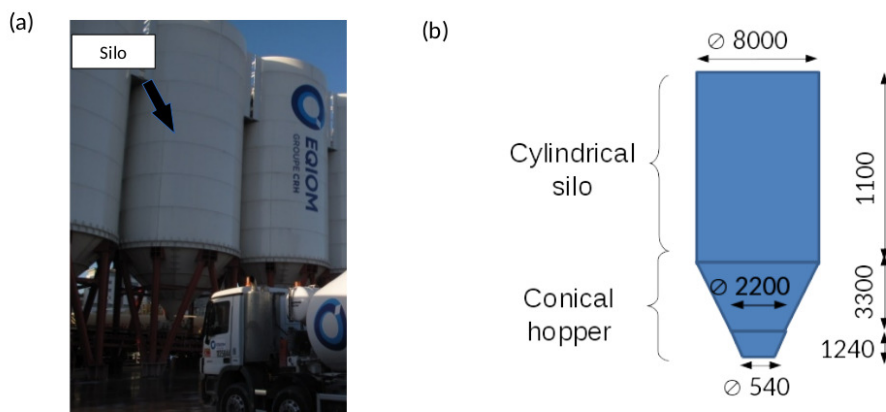 (a)
Silo
EQIOM
GROUPE CRH
(b)
∅ 8000
Cylindrical
silo
1100
Conical
hopper
∅ 2200
3300
1240
∅ 540